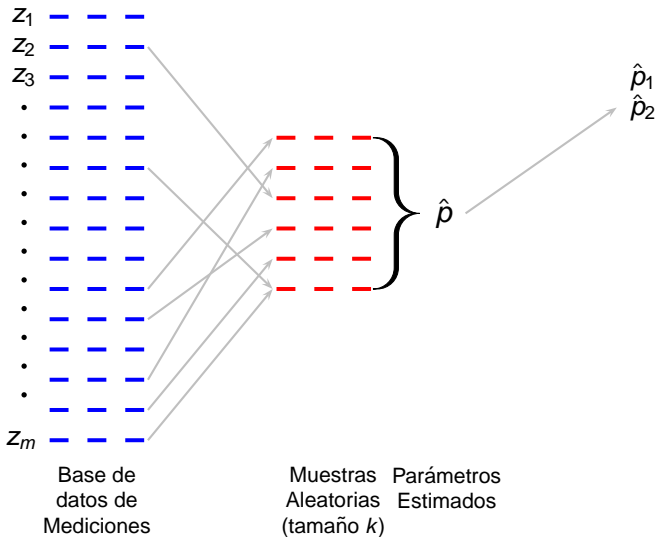 z₁
z₂
z₃
zₘ
p̂
p̂₁
p̂₂
Base de
datos de
Mediciones
Muestras
Aleatorias
(tamaño k)
Parámetros
Estimados